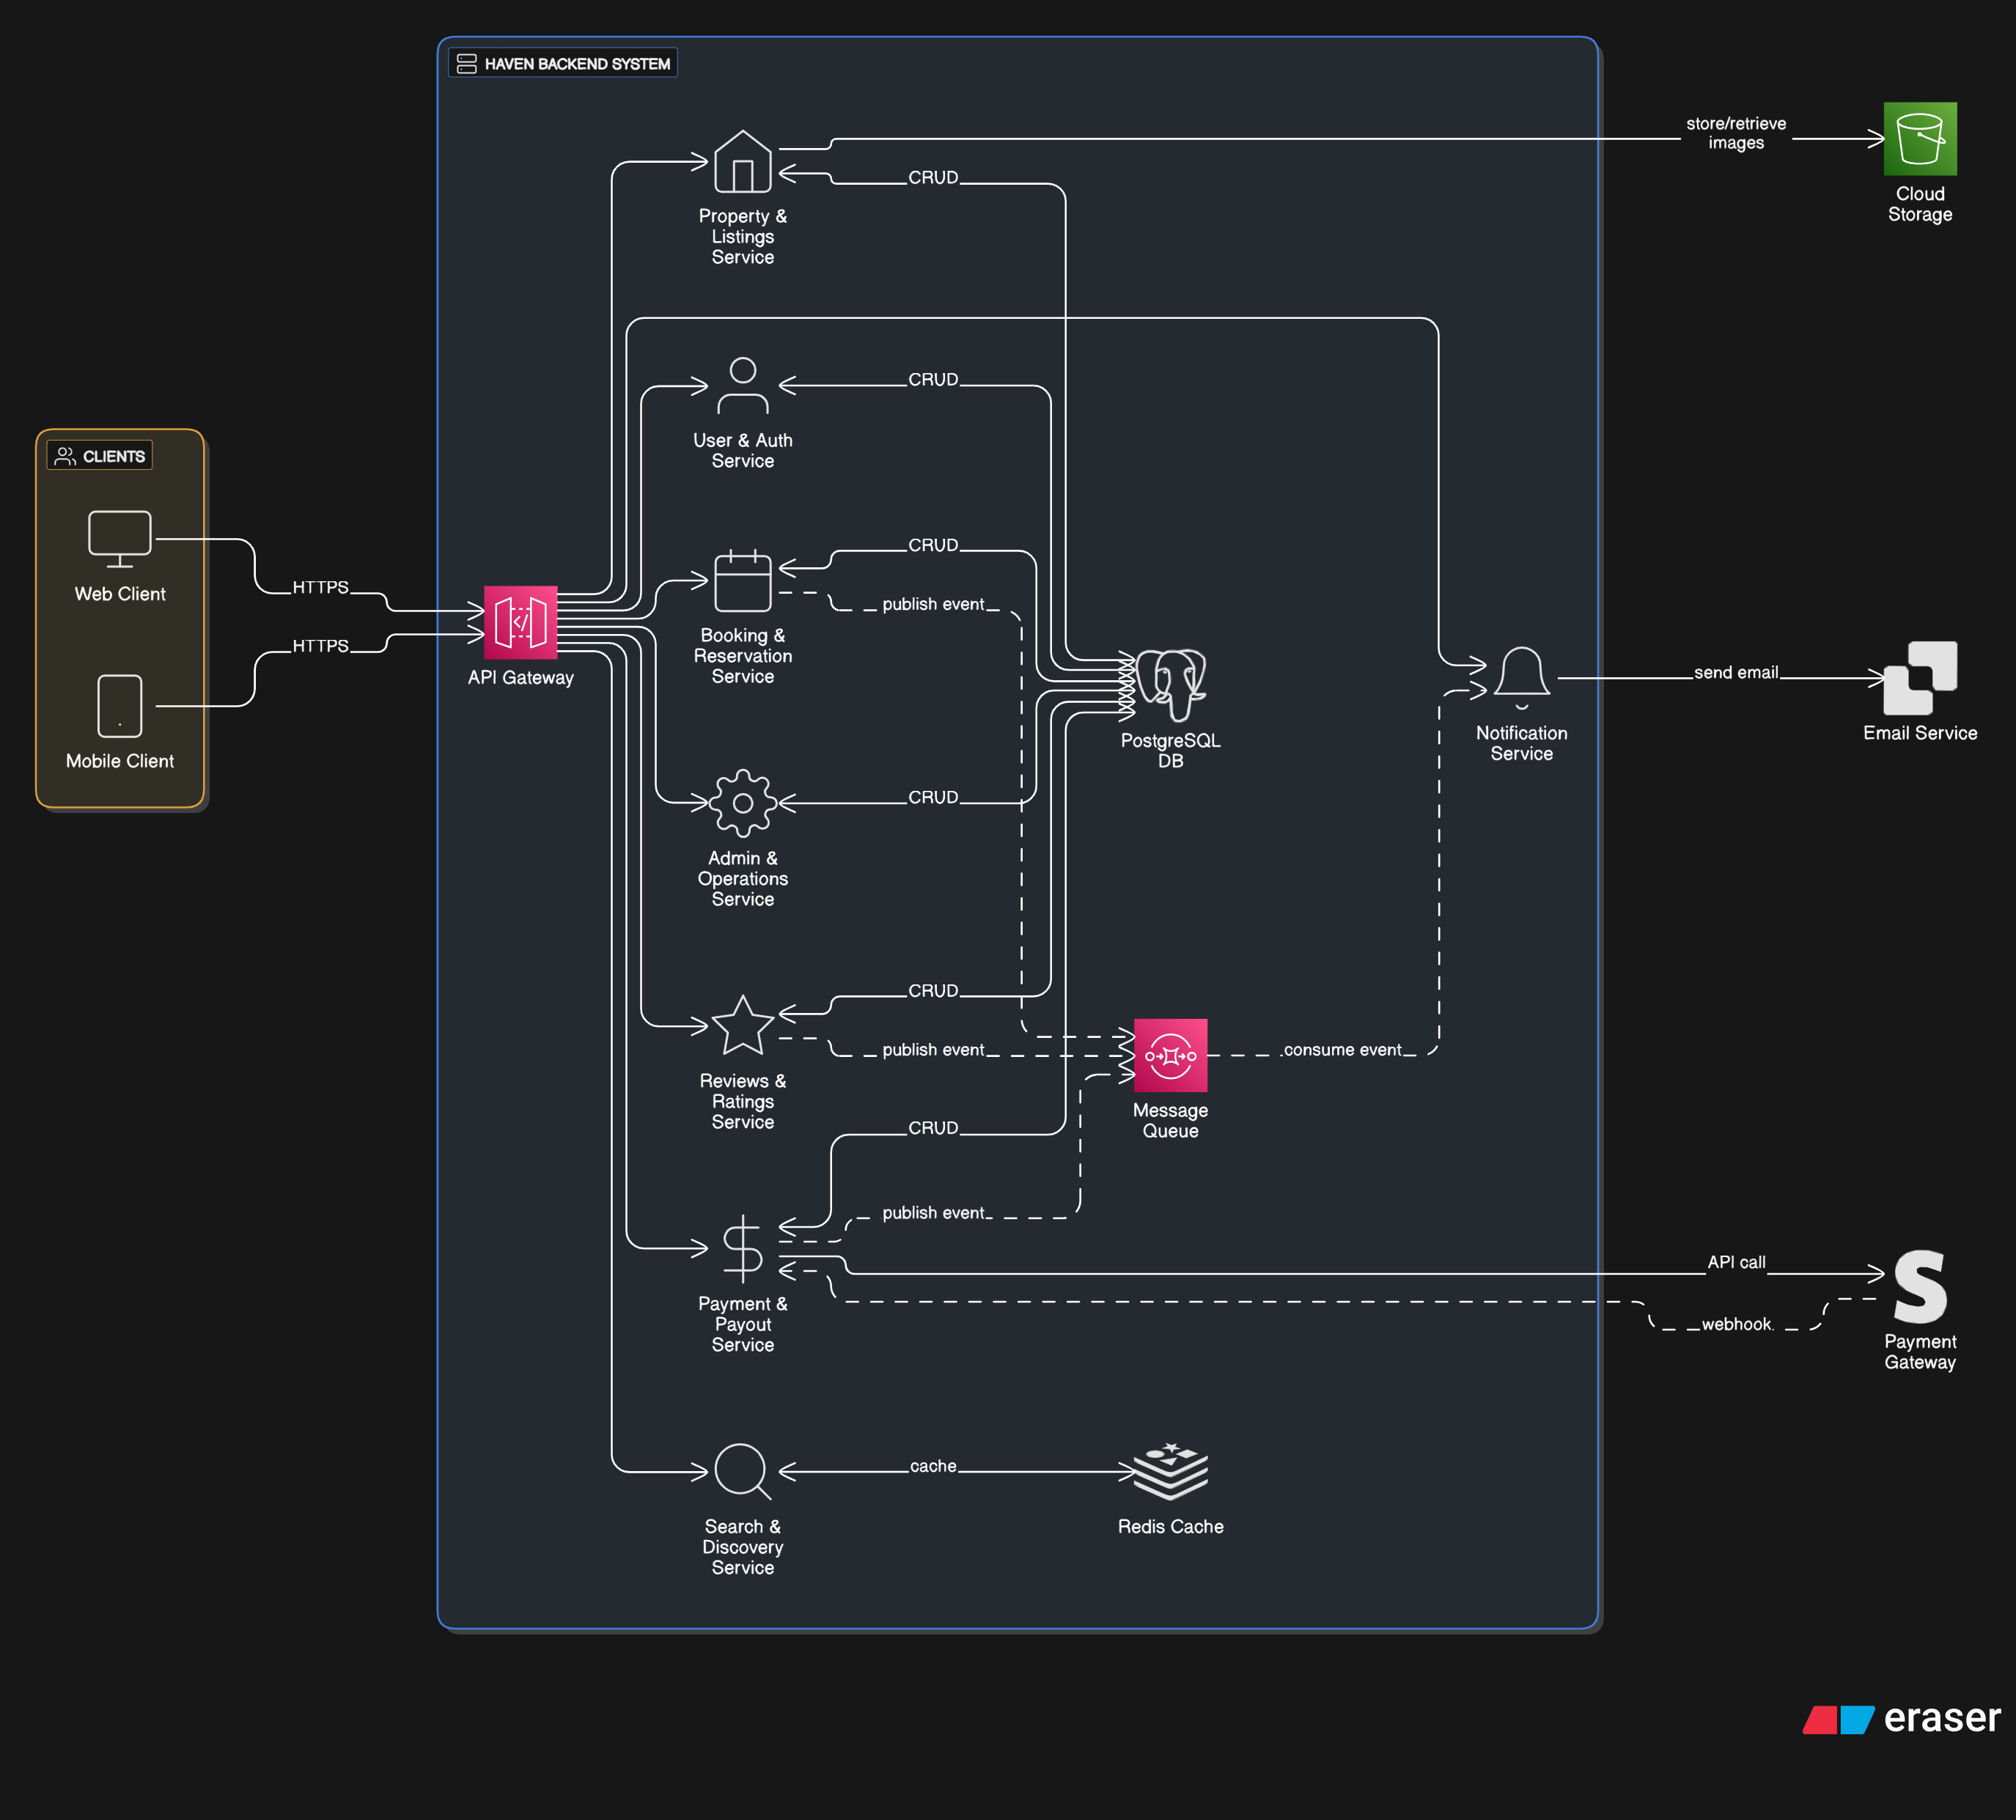 HAVEN BACKEND SYSTEM
store/retrieve
images
Cloud
Storage
CRUD
Property &
Listings
Service
CRUD
User & Auth
Service
CLIENTS
Web Client
HTTPS
Mobile Client
HTTPS
API Gateway
CRUD
publish event
Booking &
Reservation
Service
PostgreSQL
DB
Notification
Service
send email
Email Service
CRUD
Admin &
Operations
Service
CRUD
publish event
Reviews &
Ratings
Service
Message
Queue
consume event
CRUD
publish event
Payment &
Payout
Service
API call
webhook
Payment
Gateway
cache
Search &
Discovery
Service
Redis Cache
eraser